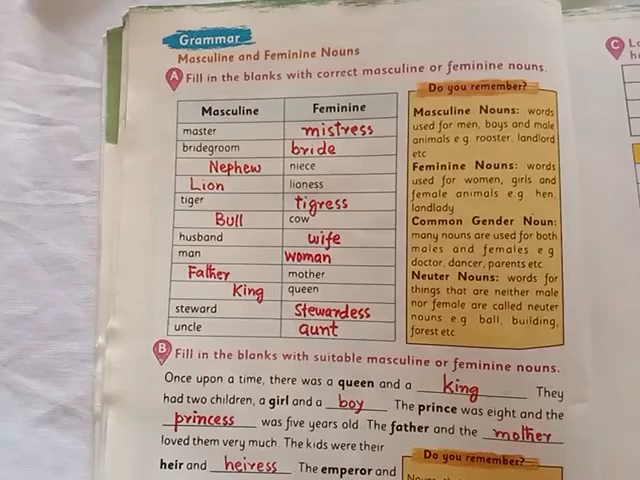 Grammar
Masculine and Feminine Nouns
A Fill in the blanks with correct masculine or feminine nouns.
Masculine Feminine
master mistress
bridegroom bride
Nephew niece
Lion lioness
tiger tigress
Bull cow
husband wife
man woman
Father mother
King queen
steward Stewardess
uncle aunt
Do you remember?
Masculine Nouns: words
used for men, boys and male
animals e.g. rooster, landlord
etc
Feminine Nouns: words
used for women, girls and
female animals e.g. hen,
landlady
Common Gender Noun:
many nouns are used for both
males and females e.g
doctor, dancer, parents etc
Neuter Nouns: words for
things that are neither male
nor female are called neuter
nouns e.g ball, building,
forest etc
B Fill in the blanks with suitable masculine or feminine nouns.
Once upon a time, there was a queen and a king They
had two children, a girl and a boy. The prince was eight and the
princess was five years old. The father and the mother
loved them very much. The kids were their
heir and heiress. The emperor and
Do you remember?
C